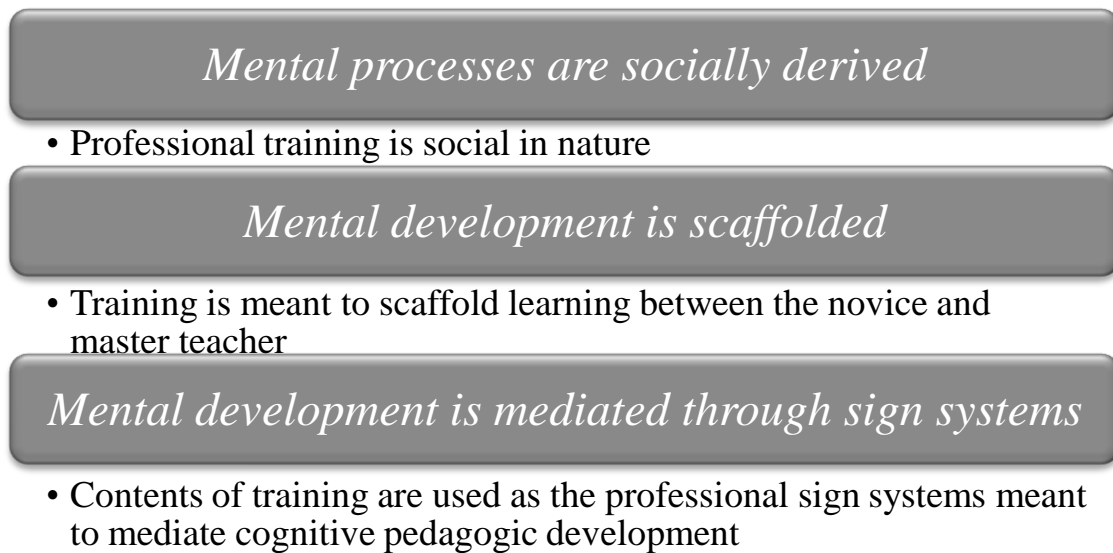 Mental processes are socially derived
• Professional training is social in nature
Mental development is scaffolded
• Training is meant to scaffold learning between the novice and
master teacher
Mental development is mediated through sign systems
• Contents of training are used as the professional sign systems meant
to mediate cognitive pedagogic development